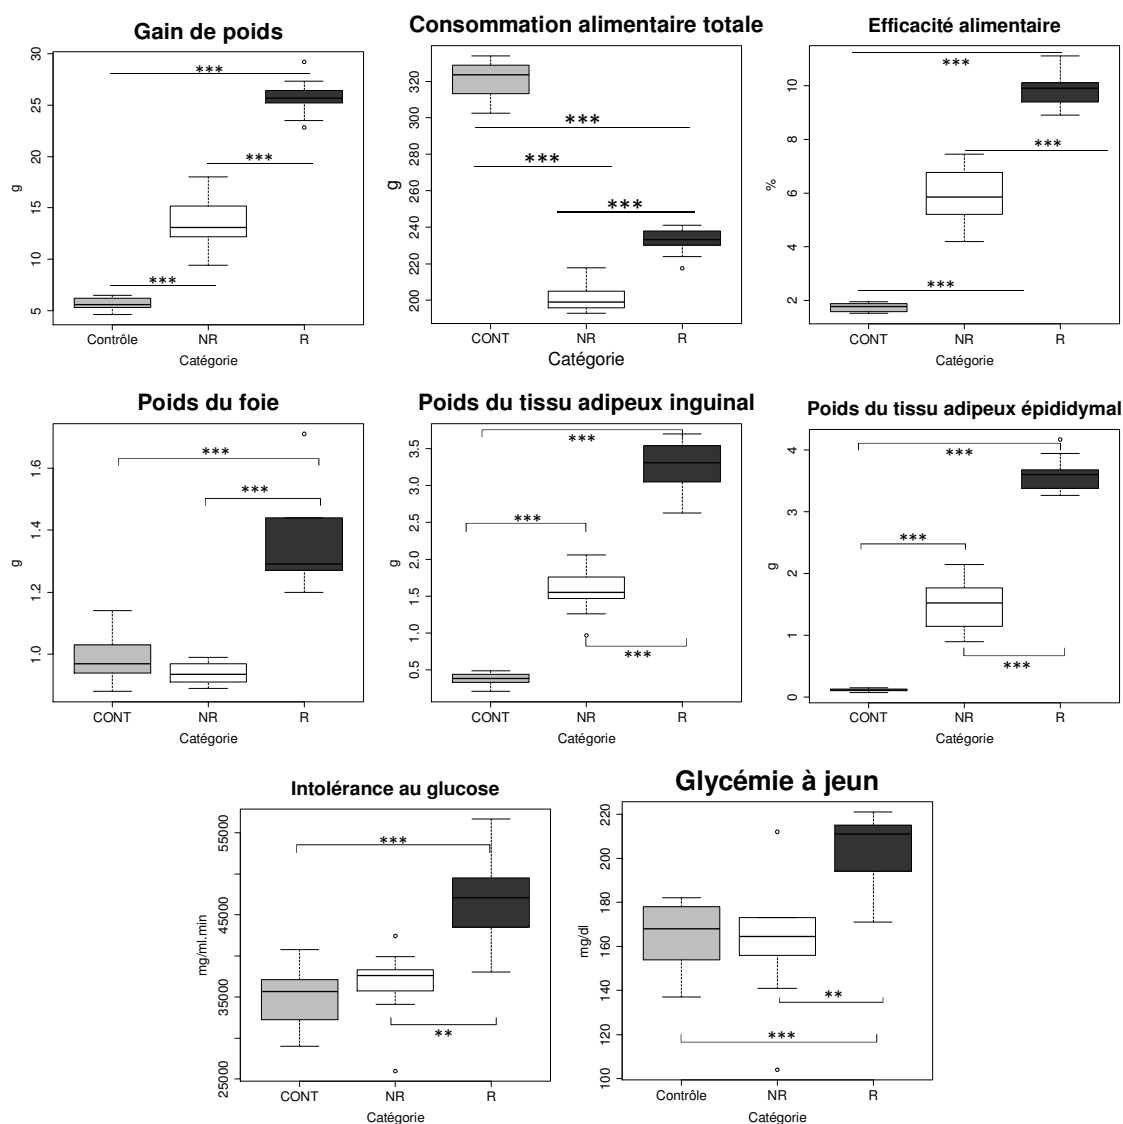 Gain de poids
30
25
20
15
10
5
g
***
***
***
Contrôle NR R
Catégorie
Consommation alimentaire totale
320
300
280
260
240
220
200
g
***
***
***
CONT NR R
Catégorie
Efficacité alimentaire
10
8
6
4
2
%
***
***
***
CONT NR R
Catégorie
Poids du foie
1.6
1.4
1.2
1.0
g
***
***
CONT NR R
Catégorie
Poids du tissu adipeux inguinal
3.5
3.0
2.5
2.0
1.5
1.0
0.5
g
***
***
***
CONT NR R
Catégorie
Poids du tissu adipeux épididymal
4
3
2
1
0
g
***
***
***
CONT NR R
Catégorie
Intolérance au glucose
55000
45000
35000
25000
mg/ml.min
***
**
CONT NR R
Catégorie
Glycémie à jeun
220
200
180
160
140
120
100
mg/dl
**
***
Contrôle NR R
Catégorie